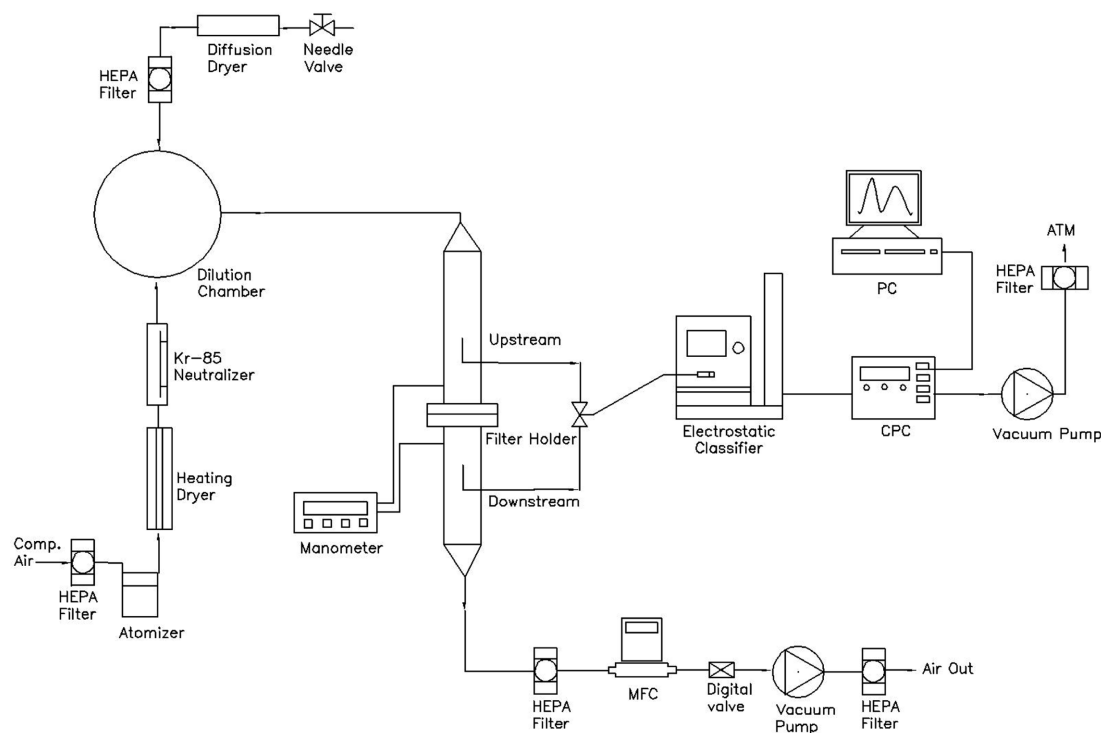 Diffusion
Dryer
Needle
Valve
HEPA
Filter
Dilution
Chamber
Kr-85
Neutralizer
Heating
Dryer
Comp.
Air
HEPA
Filter
Atomizer
Upstream
Filter Holder
Downstream
Manometer
Electrostatic
Classifier
PC
CPC
ATM
HEPA
Filter
Vacuum Pump
HEPA
Filter
MFC
Digital
valve
Vacuum
Pump
HEPA
Filter
Air Out